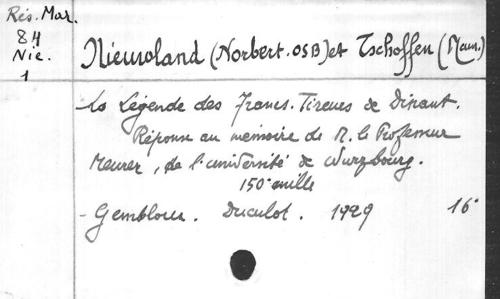 Rés. Mar.
84
Nie.
1
Nieuwland (Norbert. OSB) et Tschoffen (Maur.)
- La Légende des Francs-Tireurs de Dinant.
Réponse au mémoire de M. le Professeur
Meurer, de l'université de Wurzbourg.
150e mille
- Gembloux. Duculot. 1929 16°